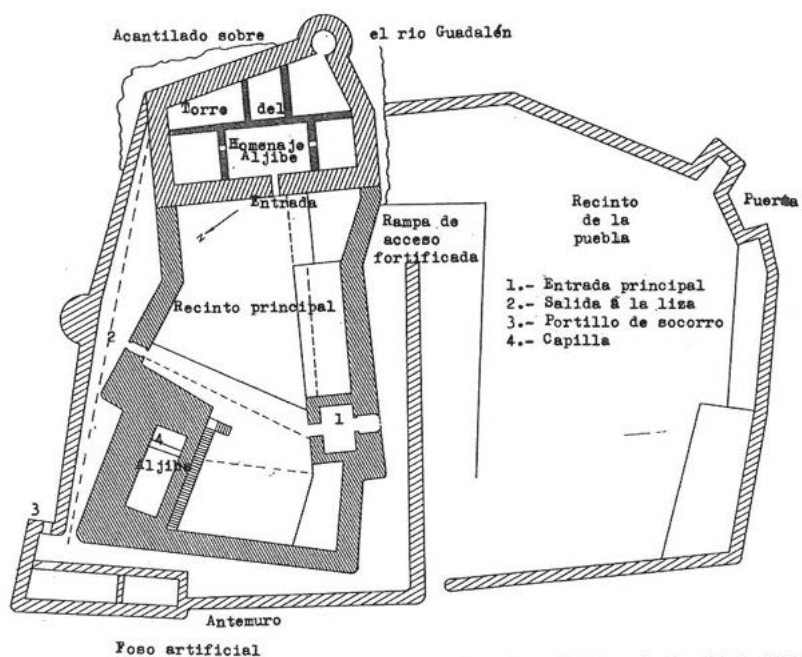 Acantilado sobre el rio Guadalén
Torre del
Homenaje
Aljibe
Entrada
N
Rampa de
acceso
fortificada
Recinto
de la
puebla
Puerta
1.- Entrada principal
2.- Salida á la liza
3.- Portillo de socorro
4.- Capilla
Recinto principal
2
1
4
Aljibe
3
Antemuro
Foso artificial